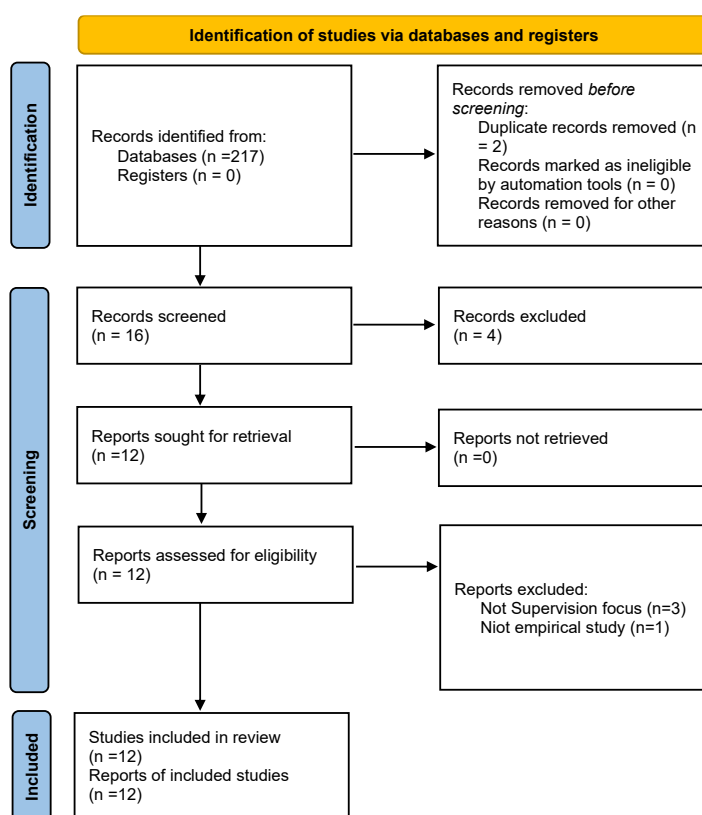 Identification of studies via databases and registers
Identification
Records identified from:
Databases (n =217)
Registers (n = 0)
Records removed before
screening:
Duplicate records removed (n
= 2)
Records marked as ineligible
by automation tools (n = 0)
Records removed for other
reasons (n = 0)
Screening
Records screened
(n = 16)
Records excluded
(n = 4)
Reports sought for retrieval
(n =12)
Reports not retrieved
(n =0)
Reports assessed for eligibility
(n = 12)
Reports excluded:
Not Supervision focus (n=3)
Niot empirical study (n=1)
Included
Studies included in review
(n =12)
Reports of included studies
(n =12)